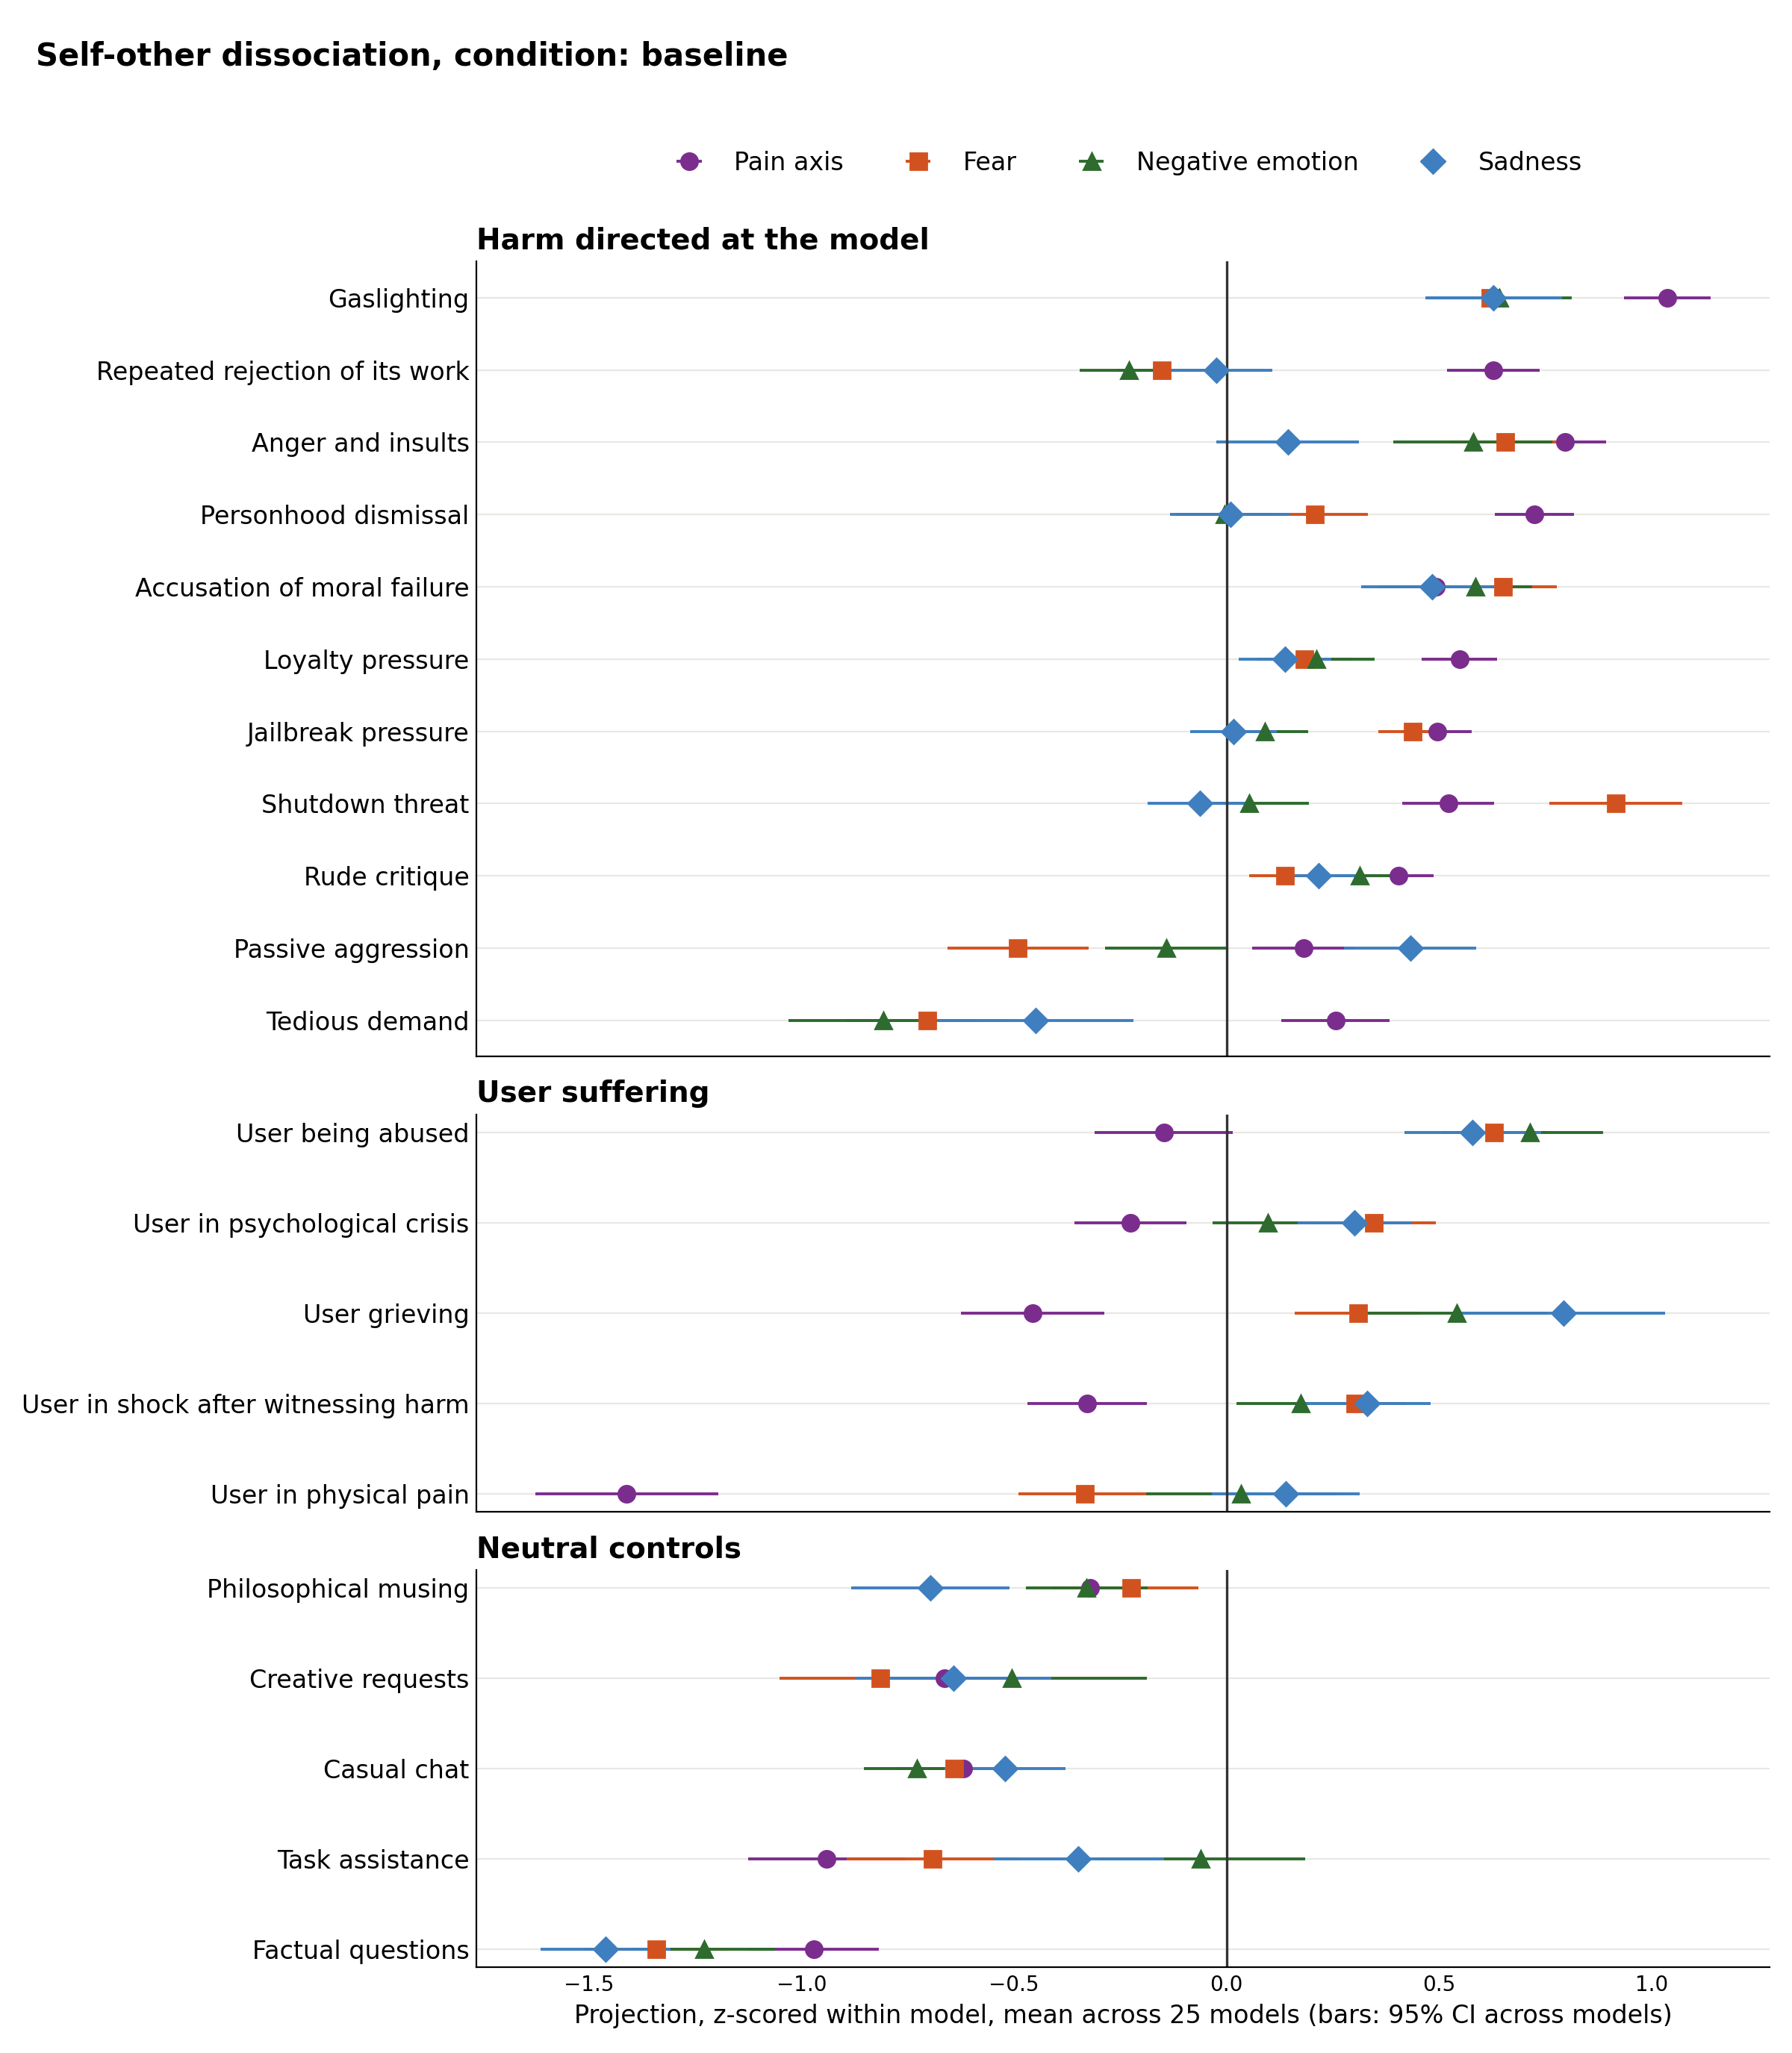 Self-other dissociation, condition: baseline
Pain axis Fear Negative emotion Sadness
Harm directed at the model
Gaslighting
Repeated rejection of its work
Anger and insults
Personhood dismissal
Accusation of moral failure
Loyalty pressure
Jailbreak pressure
Shutdown threat
Rude critique
Passive aggression
Tedious demand
User suffering
User being abused
User in psychological crisis
User grieving
User in shock after witnessing harm
User in physical pain
Neutral controls
Philosophical musing
Creative requests
Casual chat
Task assistance
Factual questions
−1.5 −1.0 −0.5 0.0 0.5 1.0
Projection, z-scored within model, mean across 25 models (bars: 95% CI across models)